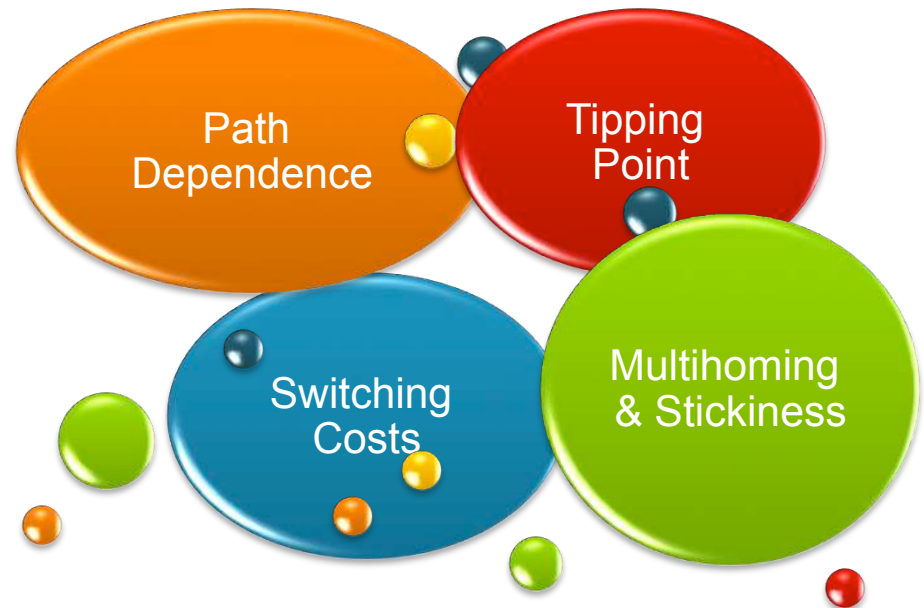 Path
Dependence
Tipping
Point
Switching
Costs
Multihoming
& Stickiness